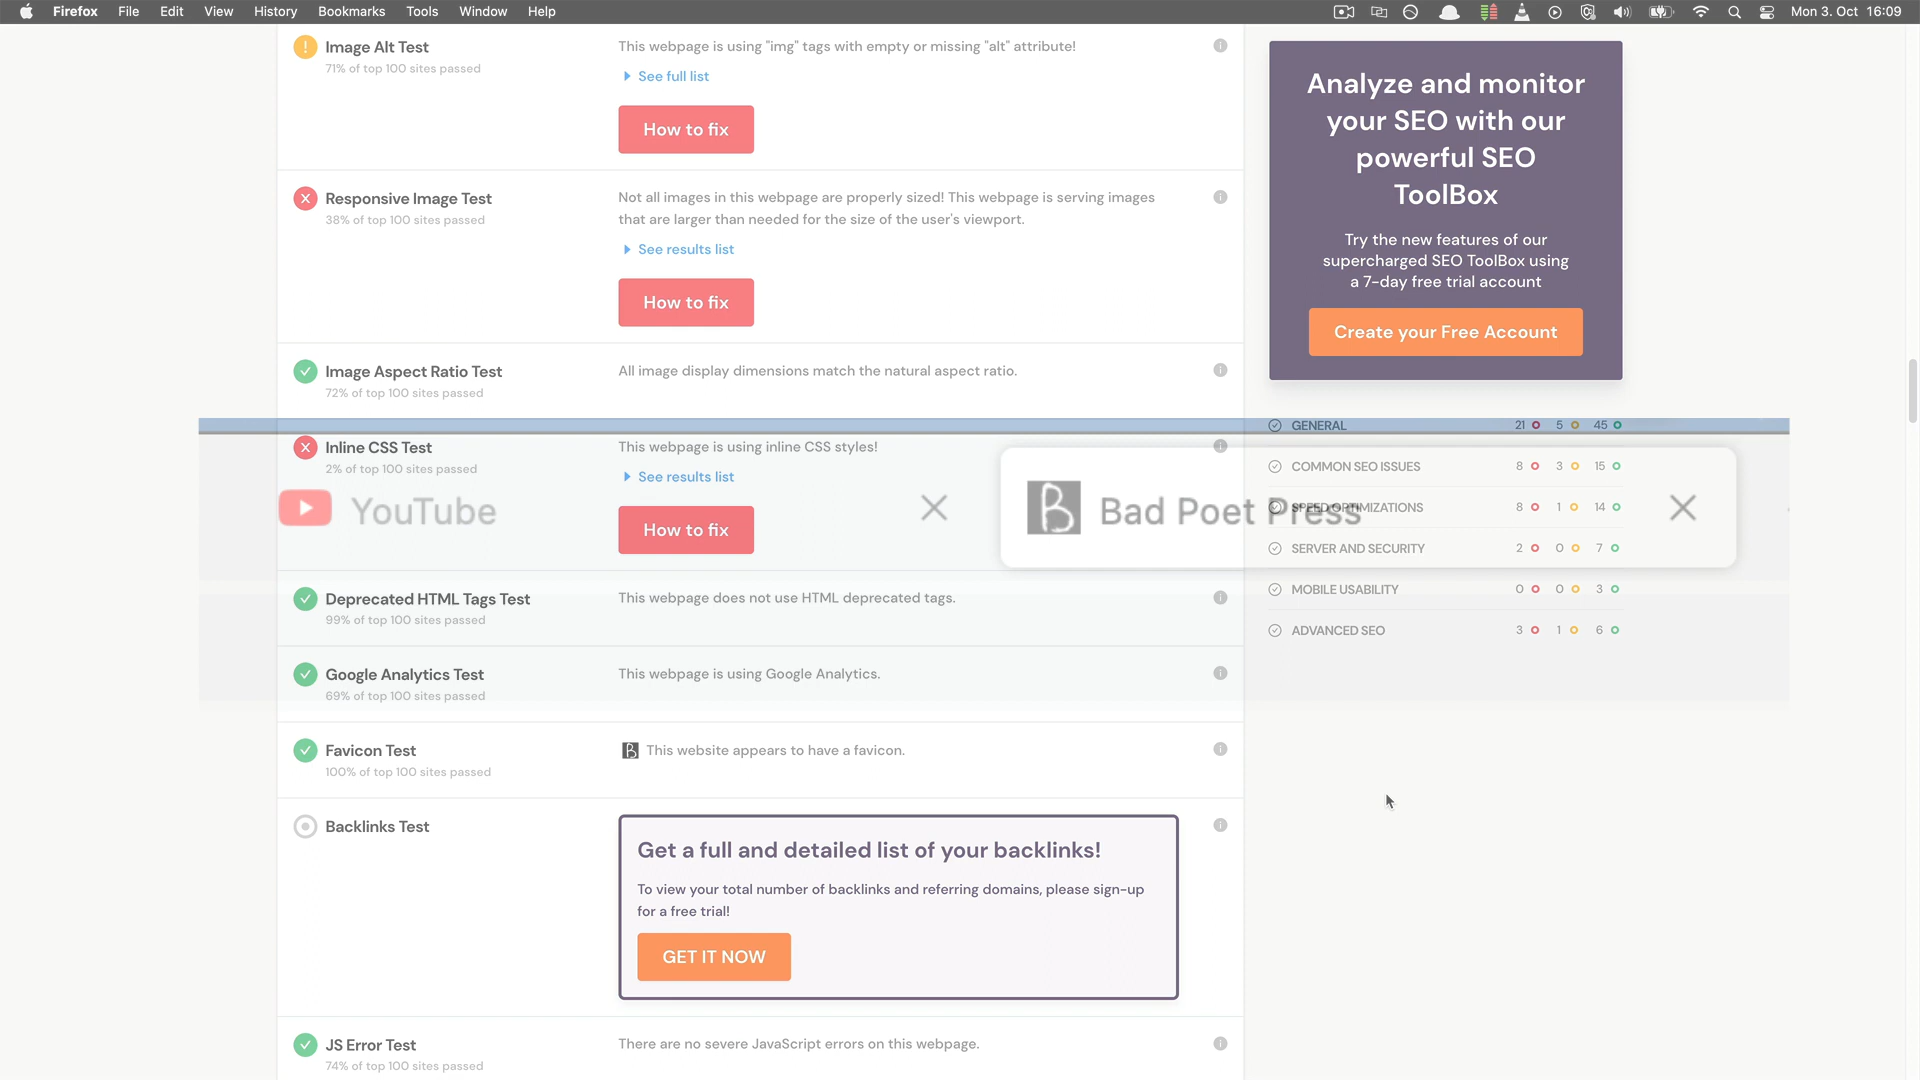 Firefox File Edit View History Bookmarks Tools Window Help
Mon 3. Oct 16:09
Image Alt Test
71% of top 100 sites passed
This webpage is using "img" tags with empty or missing "alt" attribute!
See full list
How to fix
Responsive Image Test
38% of top 100 sites passed
Not all images in this webpage are properly sized! This webpage is serving images
that are larger than needed for the size of the user's viewport.
See results list
How to fix
Image Aspect Ratio Test
72% of top 100 sites passed
All image display dimensions match the natural aspect ratio.
Inline CSS Test
2% of top 100 sites passed
This webpage is using inline CSS styles!
See results list
How to fix
YouTube
Bad Poet Press
Deprecated HTML Tags Test
99% of top 100 sites passed
This webpage does not use HTML deprecated tags.
Google Analytics Test
69% of top 100 sites passed
This webpage is using Google Analytics.
Favicon Test
100% of top 100 sites passed
B
This website appears to have a favicon.
Backlinks Test
Get a full and detailed list of your backlinks!
To view your total number of backlinks and referring domains, please sign-up
for a free trial!
GET IT NOW
JS Error Test
74% of top 100 sites passed
There are no severe JavaScript errors on this webpage.
Analyze and monitor
your SEO with our
powerful SEO
ToolBox
Try the new features of our
supercharged SEO ToolBox using
a 7-day free trial account
Create your Free Account
GENERAL 21 5 45
COMMON SEO ISSUES 8 3 15
SPEED OPTIMIZATIONS 8 1 14
SERVER AND SECURITY 2 0 7
MOBILE USABILITY 0 0 3
ADVANCED SEO 3 1 6